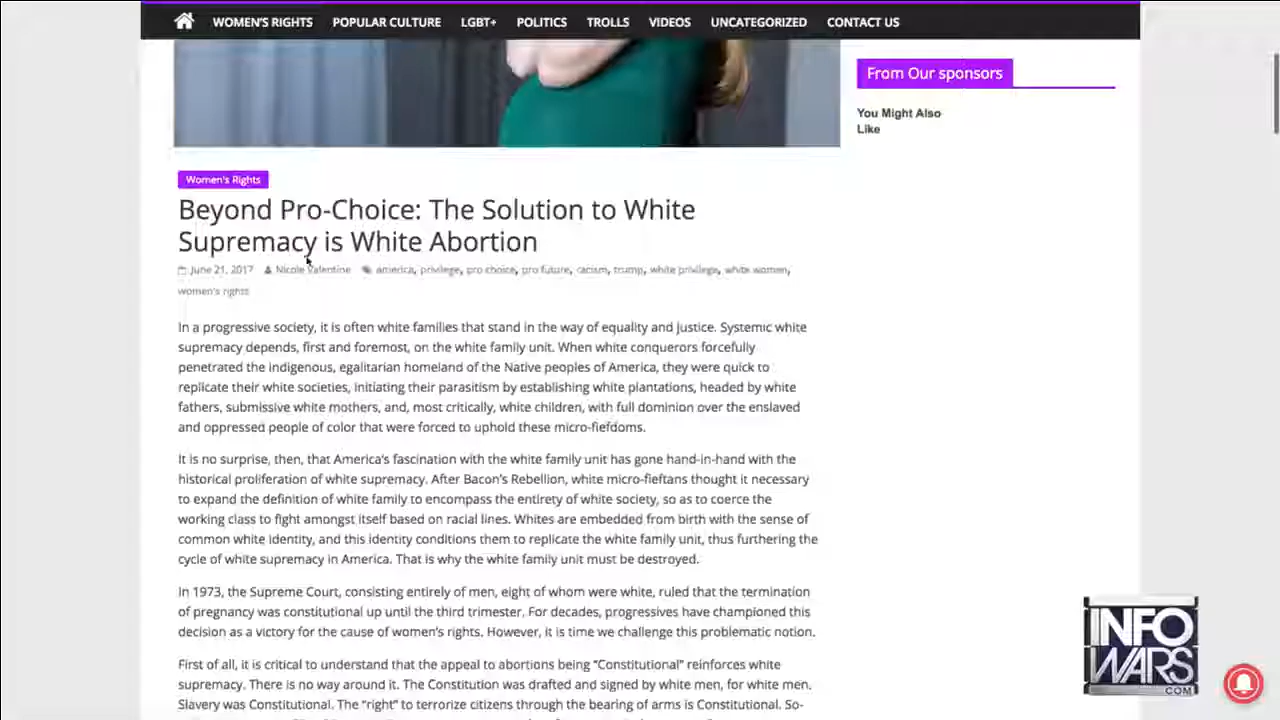 WOMEN'S RIGHTS POPULAR CULTURE LGBT+ POLITICS TROLLS VIDEOS UNCATEGORIZED CONTACT US
From Our sponsors
You Might Also
Like
Women's Rights
Beyond Pro-Choice: The Solution to White
Supremacy is White Abortion
June 21, 2017 Nicole Valentine america, privilege, pro choice, pro future, racism, trump, white privilege, white women,
women's rights
In a progressive society, it is often white families that stand in the way of equality and justice. Systemic white
supremacy depends, first and foremost, on the white family unit. When white conquerors forcefully
penetrated the indigenous, egalitarian homeland of the Native peoples of America, they were quick to
replicate their white societies, initiating their parasitism by establishing white plantations, headed by white
fathers, submissive white mothers, and, most critically, white children, with full dominion over the enslaved
and oppressed people of color that were forced to uphold these micro-fiefdoms.
It is no surprise, then, that America's fascination with the white family unit has gone hand-in-hand with the
historical proliferation of white supremacy. After Bacon's Rebellion, white micro-fieftans thought it necessary
to expand the definition of white family to encompass the entirety of white society, so as to coerce the
working class to fight amongst itself based on racial lines. Whites are embedded from birth with the sense of
common white identity, and this identity conditions them to replicate the white family unit, thus furthering the
cycle of white supremacy in America. That is why the white family unit must be destroyed.
In 1973, the Supreme Court, consisting entirely of men, eight of whom were white, ruled that the termination
of pregnancy was constitutional up until the third trimester. For decades, progressives have championed this
decision as a victory for the cause of women's rights. However, it is time we challenge this problematic notion.
First of all, it is critical to understand that the appeal to abortions being “Constitutional” reinforces white
supremacy. There is no way around it. The Constitution was drafted and signed by white men, for white men.
Slavery was Constitutional. The “right” to terrorize citizens through the bearing of arms is Constitutional. So-
INFO
WARS
.COM